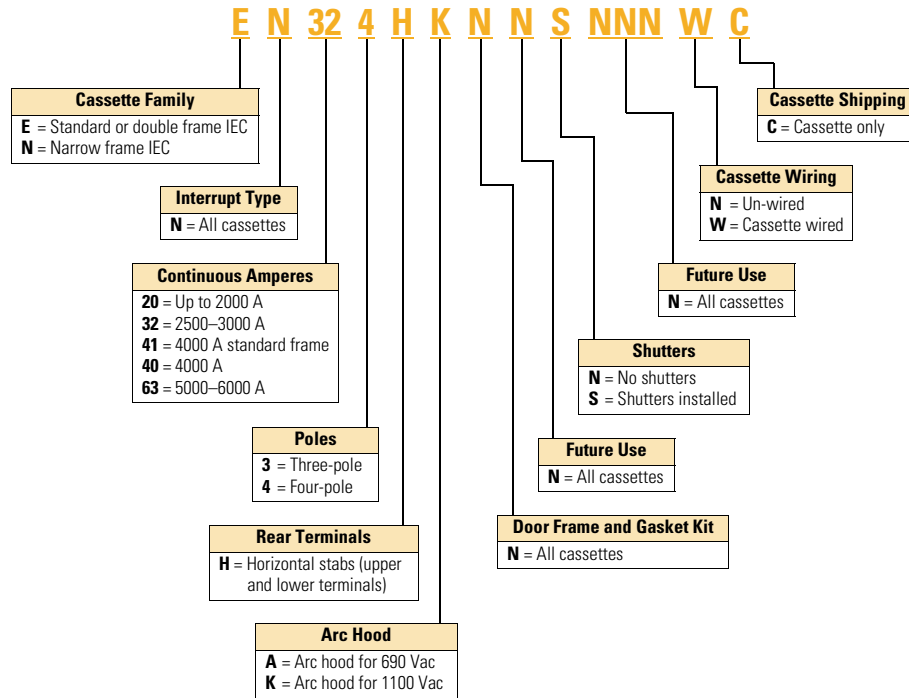 E N 32 4 H K N N S NNN W C
Cassette Family
E = Standard or double frame IEC
N = Narrow frame IEC
Cassette Shipping
C = Cassette only
Interrupt Type
N = All cassettes
Cassette Wiring
N = Un-wired
W = Cassette wired
Continuous Amperes
20 = Up to 2000 A
32 = 2500–3000 A
41 = 4000 A standard frame
40 = 4000 A
63 = 5000–6000 A
Future Use
N = All cassettes
Shutters
N = No shutters
S = Shutters installed
Poles
3 = Three-pole
4 = Four-pole
Future Use
N = All cassettes
Rear Terminals
H = Horizontal stabs (upper
and lower terminals)
Door Frame and Gasket Kit
N = All cassettes
Arc Hood
A = Arc hood for 690 Vac
K = Arc hood for 1100 Vac